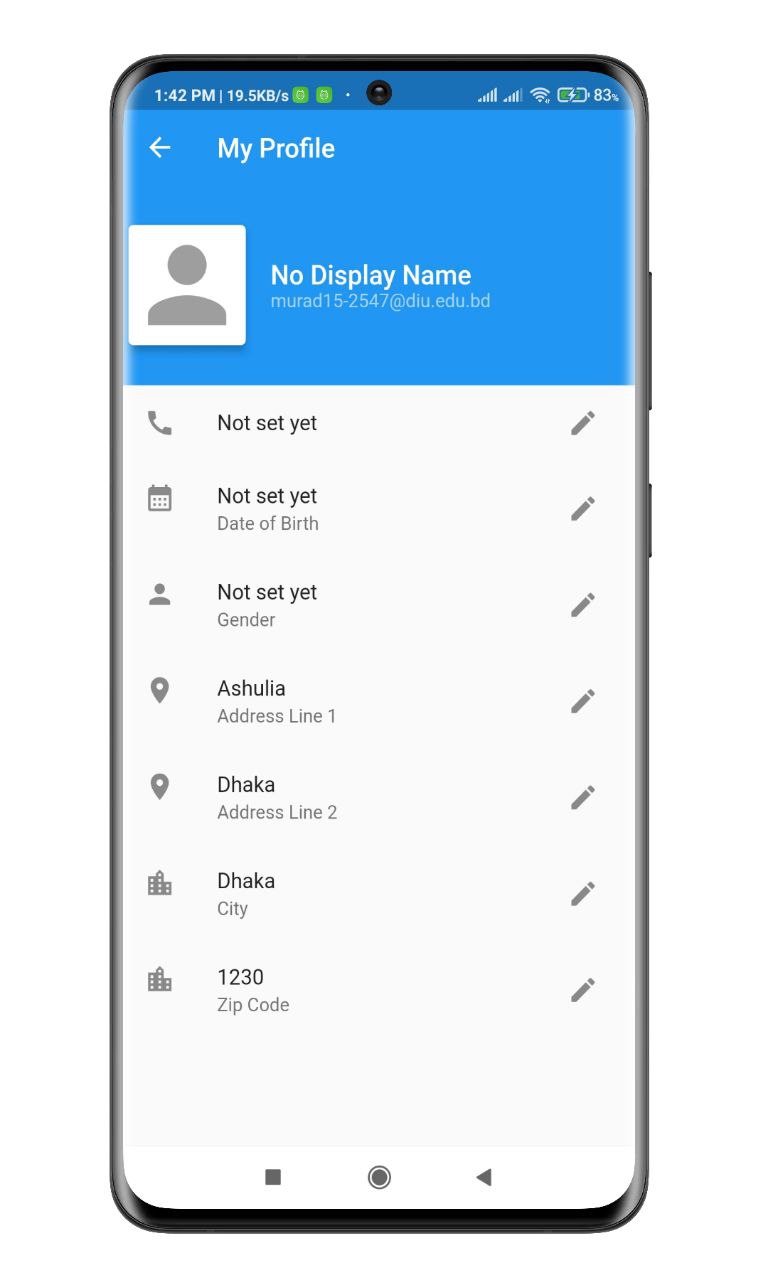 1:42 PM | 19.5KB/s 83%
My Profile
No Display Name
murad15-2547@diu.edu.bd
Not set yet
Not set yet
Date of Birth
Not set yet
Gender
Ashulia
Address Line 1
Dhaka
Address Line 2
Dhaka
City
1230
Zip Code